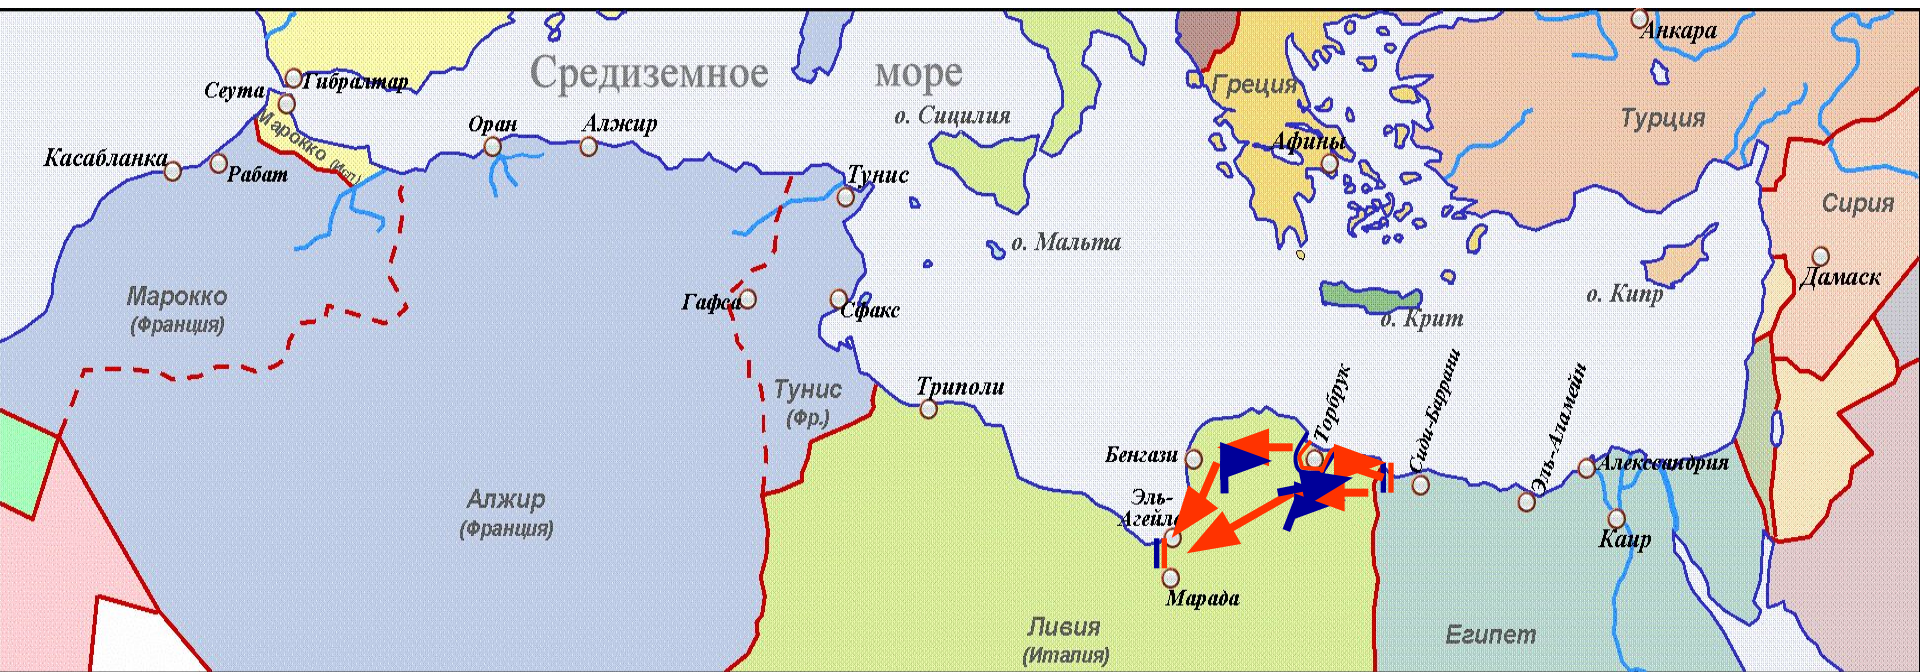 Анкара
Средиземное море
Гибралтар
Сеута
Греция
о. Сицилия
Турция
Марокко (Исп)
Оран
Алжир
Афины
Касабланка
Рабат
Тунис
Сирия
о. Мальта
Дамаск
Марокко
(Франция)
Гафса
Сфакс
о. Кипр
о. Крит
Тунис
(Фр.)
Триполи
Торбрук
Сиди-Баррани
Эль-Аламейн
Бенгази
Александрия
Алжир
(Франция)
Эль-
Агейла
Каир
Марада
Ливия
(Италия)
Египет